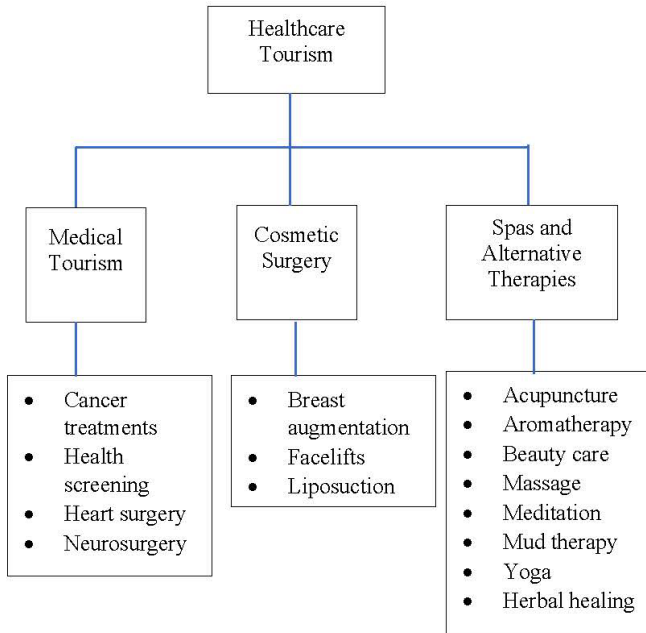 Healthcare
Tourism
Medical
Tourism
Cosmetic
Surgery
Spas and
Alternative
Therapies
• Cancer
treatments
• Health
screening
• Heart surgery
• Neurosurgery
• Breast
augmentation
• Facelifts
• Liposuction
• Acupuncture
• Aromatherapy
• Beauty care
• Massage
• Meditation
• Mud therapy
• Yoga
• Herbal healing